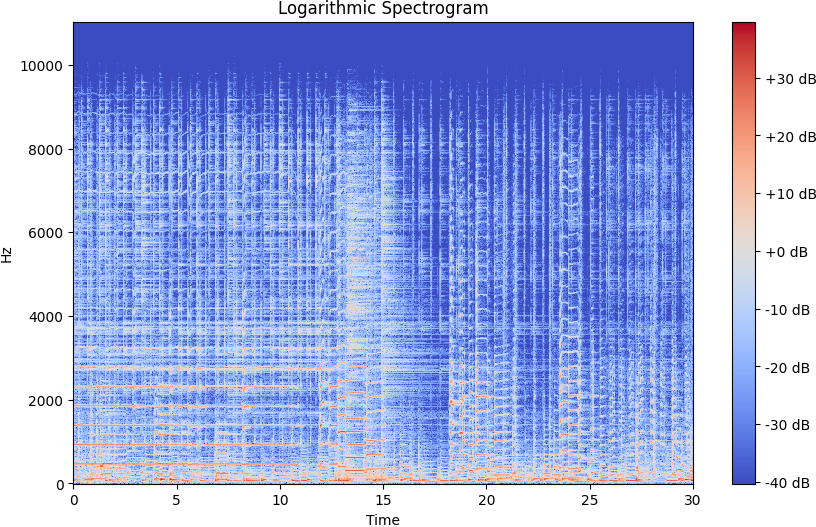 Logarithmic Spectrogram
Hz
10000
8000
6000
4000
2000
0
0 5 10 15 20 25 30
Time
+30 dB
+20 dB
+10 dB
+0 dB
-10 dB
-20 dB
-30 dB
-40 dB